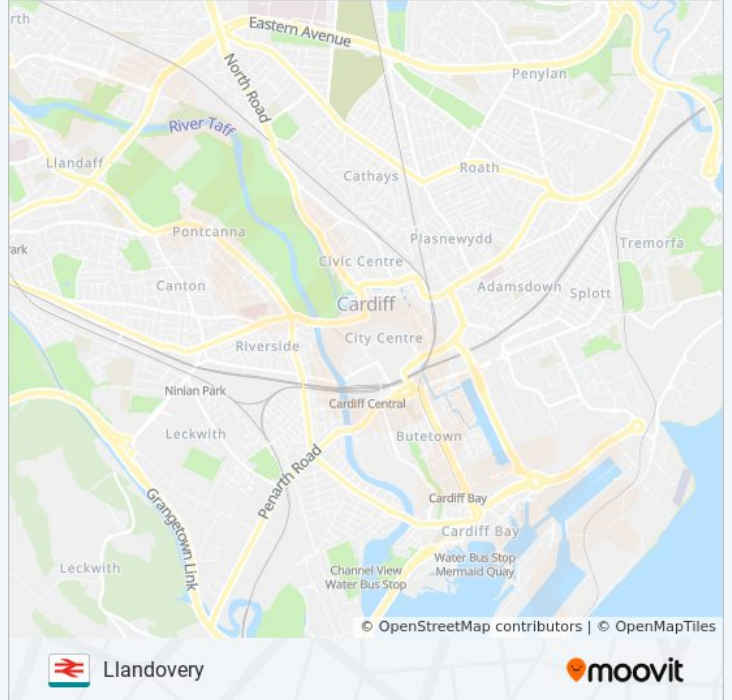 rth
Eastern Avenue
North Road
Penylan
River Taff
Llandaff
Cathays
Roath
Pontcanna
Plasnewydd
Tremorfa
ark
Civic Centre
Canton
Adamsdown
Splott
Cardiff
City Centre
Riverside
Ninian Park
Cardiff Central
Leckwith
Butetown
Penarth Road
Grangetown Link
Cardiff Bay
Cardiff Bay
Leckwith
Channel View
Water Bus Stop
Water Bus Stop
Mermaid Quay
© OpenStreetMap contributors | © OpenMapTiles
Llandovery
moovit